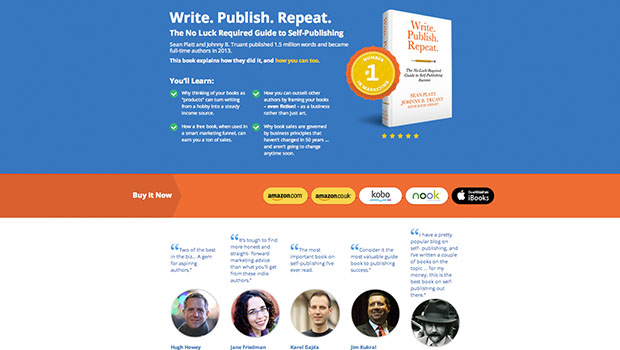 Write. Publish. Repeat.
The No Luck Required Guide to Self-Publishing
Sean Platt and Johnny B. Truant published 1.5 million words and became
full-time authors in 2013.
This book explains how they did it, and how you can too.
You'll Learn:
Why thinking of your books as
"products" can turn writing
from a hobby into a steady
income source.
How you can outsell other
authors by framing your books
- even fiction! - as a business
rather than just art.
How a free book, when used in
a smart marketing funnel, can
earn you a ton of sales.
Why book sales are governed
by business principles that
haven't changed in 50 years ...
and aren't going to change
anytime soon.
NUMBER
#1
IN MARKETING
Write.
Publish.
Repeat.
The No Luck Required
Guide to Self-Publishing
Success
SEAN PLATT
JOHNNY B. TRUANT
Buy It Now
amazon.com
amazon.co.uk
kobo
nook
iBooks
"Two of the best
in the biz... A gem
for aspiring
authors."
Hugh Howey
"It's tough to find
more honest and
straight-forward
marketing advice
than what you'll get
from these indie
authors."
Jane Friedman
"The most
important book on
self-publishing I've
ever read.
Karel Gajda
"Consider it the
most valuable guide
book to publishing
success."
Jim Kukral
"I have a pretty
popular blog on
self- publishing, and
I've written a couple
of books on the
topic ... for my
money, this is the
best book on self-
publishing out
there."